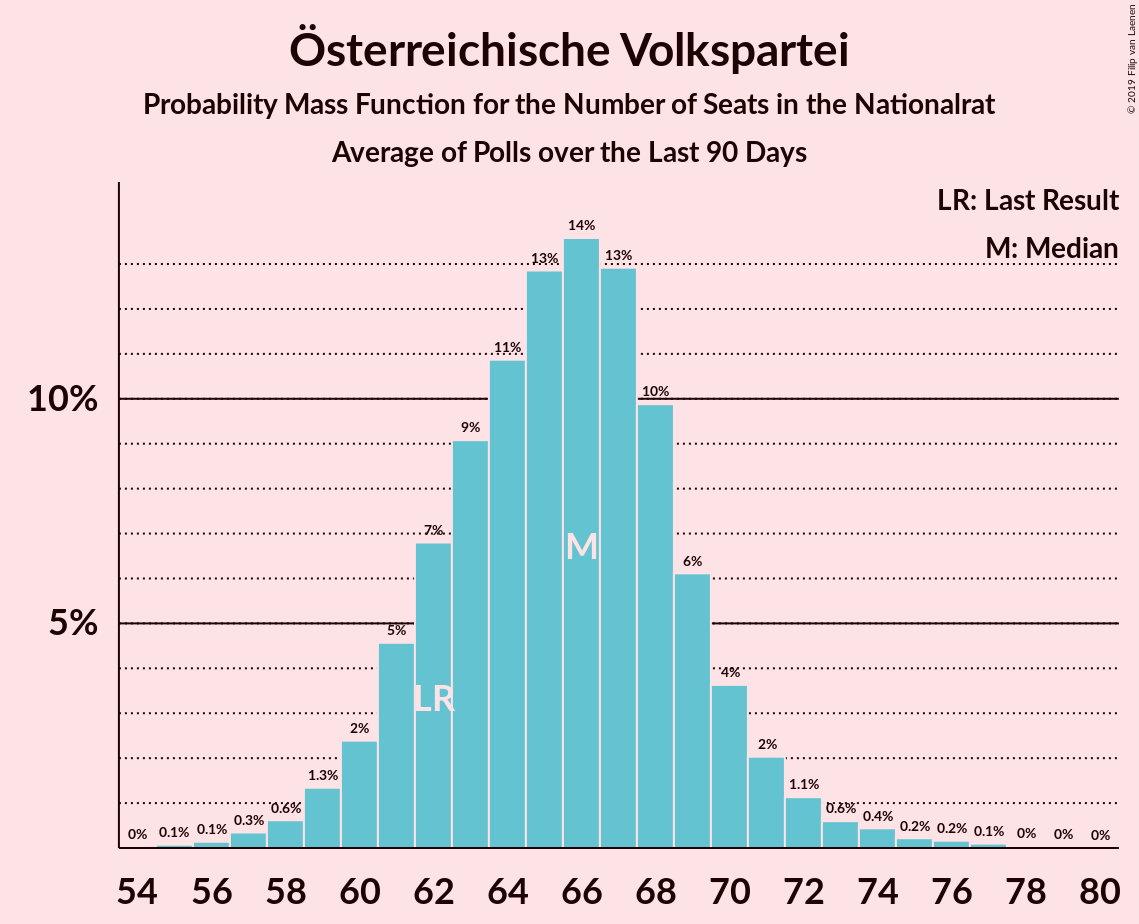 Österreichische Volkspartei
Probability Mass Function for the Number of Seats in the Nationalrat
Average of Polls over the Last 90 Days
© 2019 Filip van Laenen
LR: Last Result
M: Median
10%
5%
0% 0.1% 0.1% 0.3% 0.6% 1.3% 2% 5% 7% 9% 11% 13% 14% 13% 10% 6% 4% 2% 1.1% 0.6% 0.4% 0.2% 0.2% 0.1% 0% 0% 0%
M
LR
54 56 58 60 62 64 66 68 70 72 74 76 78 80